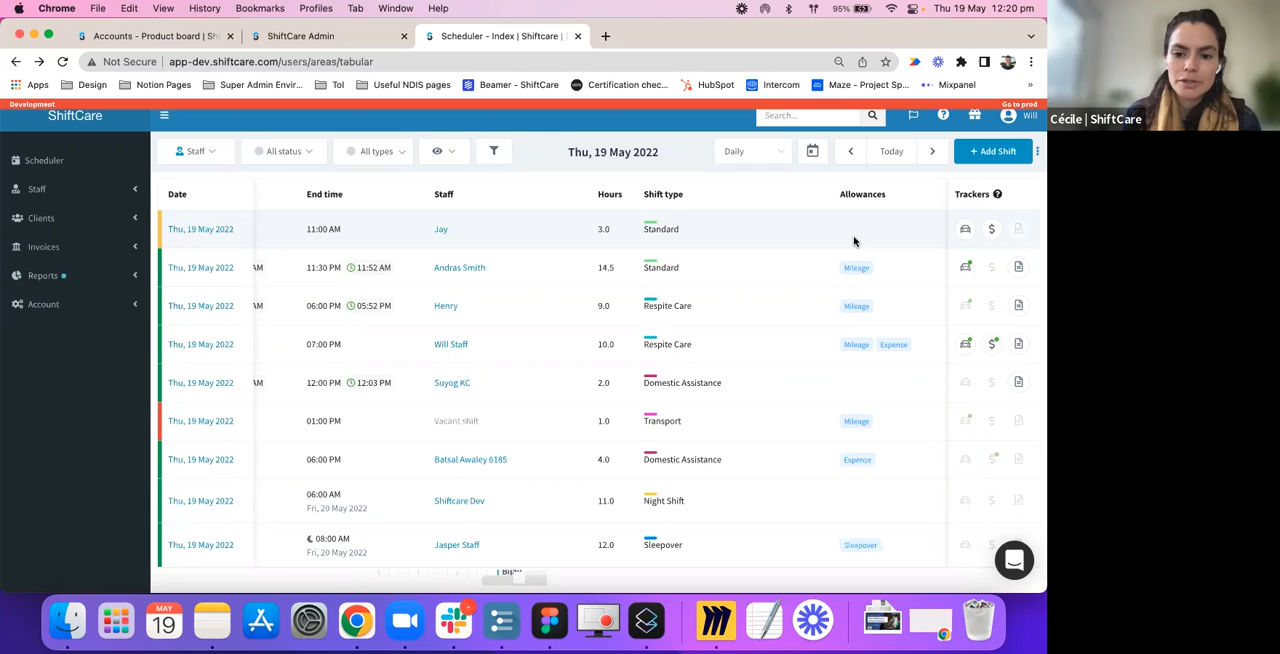 Chrome File Edit View History Bookmarks Profiles Tab Window Help 95% Thu 19 May 12:20 pm
Accounts - Product board | Shi ShiftCare Admin Scheduler - Index | Shiftcare |
Not Secure app-dev.shiftcare.com/users/areas/tabular
Apps Design Notion Pages Super Admin Envir... ToI Useful NDIS pages Beamer - ShiftCare Certification chec... HubSpot Intercom Maze - Project Sp... Mixpanel »
Development Go to prod
ShiftCare Search... Will
Cécile | ShiftCare
Staff All status All types Thu, 19 May 2022 Daily Today + Add Shift
Scheduler
Staff
Clients
Invoices
Reports
Account
Date End time Staff Hours Shift type Allowances Trackers
Thu, 19 May 2022 11:00 AM Jay 3.0 Standard
Thu, 19 May 2022 AM 11:30 PM 11:52 AM Andras Smith 14.5 Standard Mileage
Thu, 19 May 2022 06:00 PM 05:52 PM Henry 9.0 Respite Care Mileage
Thu, 19 May 2022 07:00 PM Will Staff 10.0 Respite Care Mileage Expense
Thu, 19 May 2022 AM 12:00 PM 12:03 PM Suyog KC 2.0 Domestic Assistance
Thu, 19 May 2022 01:00 PM Vacant shift 1.0 Transport Mileage
Thu, 19 May 2022 06:00 PM Batsal Awaley 6185 4.0 Domestic Assistance Expense
Thu, 19 May 2022 06:00 AM Shiftcare Dev 11.0 Night Shift
Fri, 20 May 2022
Thu, 19 May 2022 08:00 AM Jasper Staff 12.0 Sleepover Sleepover
Fri, 20 May 2022
MAY
19